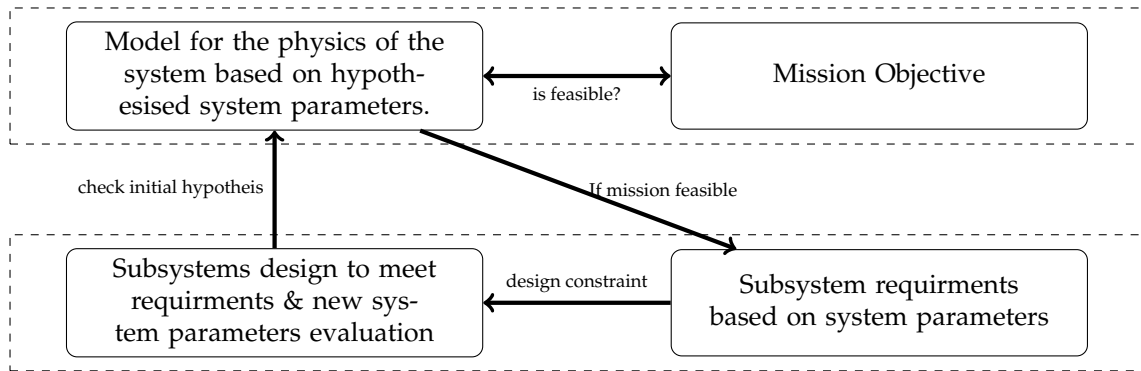 Model for the physics of the
system based on hypoth-
esised system parameters.
is feasible?
Mission Objective
check initial hypotheis
If mission feasible
Subsystems design to meet
requirments & new sys-
tem parameters evaluation
design constraint
Subsystem requirments
based on system parameters